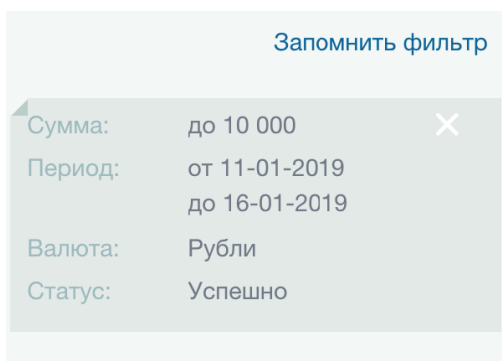 Запомнить фильтр
Сумма: до 10 000
Период: от 11-01-2019
до 16-01-2019
Валюта: Рубли
Статус: Успешно